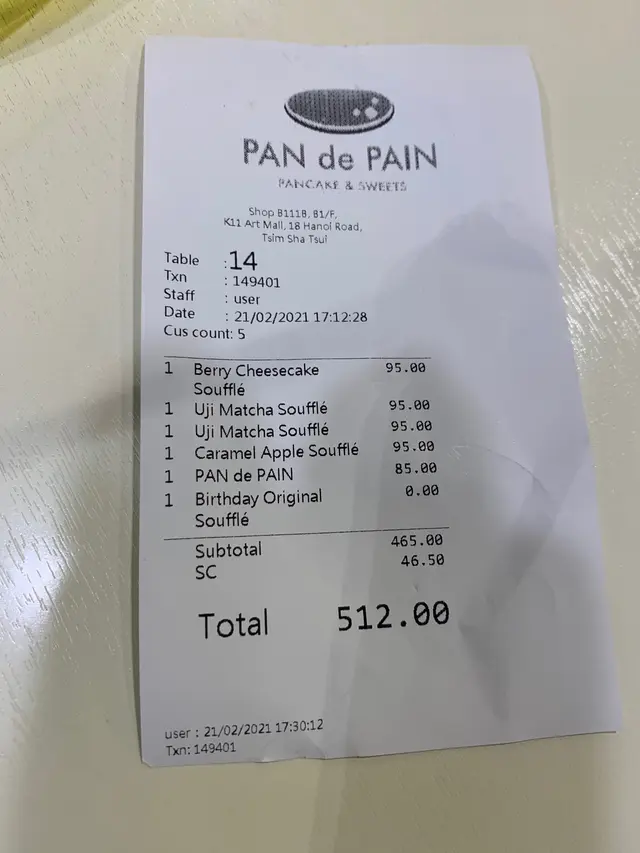 PAN de PAIN
PANCAKE & SWEETS
Shop B111B, B1/F,
K11 Art Mall, 18 Hanoi Road,
Tsim Sha Tsui
Table :14
Txn : 149401
Staff : user
Date : 21/02/2021 17:12:28
Cus count: 5
1 Berry Cheesecake 95.00
Soufflé
1 Uji Matcha Soufflé 95.00
1 Uji Matcha Soufflé 95.00
1 Caramel Apple Soufflé 95.00
1 PAN de PAIN 85.00
1 Birthday Original 0.00
Soufflé
Subtotal 465.00
SC 46.50
Total 512.00
user : 21/02/2021 17:30:12
Txn: 149401